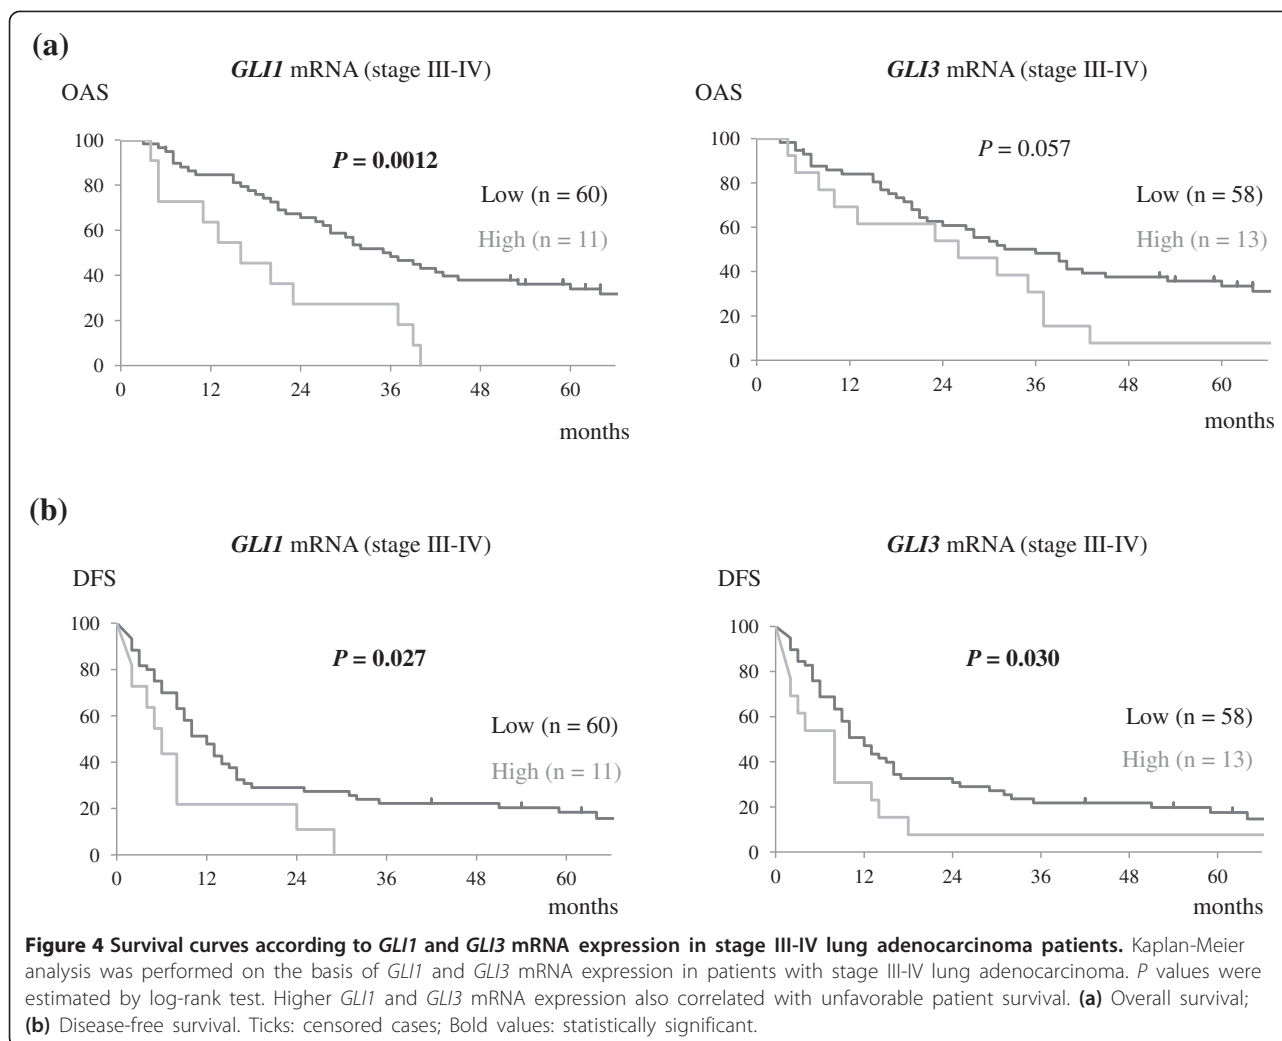 (a)
GLI1 mRNA (stage III-IV)
OAS
100
80
60
40
20
0
0 12 24 36 48 60
months
P = 0.0012
Low (n = 60)
High (n = 11)
GLI3 mRNA (stage III-IV)
OAS
100
80
60
40
20
0
0 12 24 36 48 60
months
P = 0.057
Low (n = 58)
High (n = 13)
(b)
GLI1 mRNA (stage III-IV)
DFS
100
80
60
40
20
0
0 12 24 36 48 60
months
P = 0.027
Low (n = 60)
High (n = 11)
GLI3 mRNA (stage III-IV)
DFS
100
80
60
40
20
0
0 12 24 36 48 60
months
P = 0.030
Low (n = 58)
High (n = 13)
Figure 4 Survival curves according to GLI1 and GLI3 mRNA expression in stage III-IV lung adenocarcinoma patients. Kaplan-Meier
analysis was performed on the basis of GLI1 and GLI3 mRNA expression in patients with stage III-IV lung adenocarcinoma. P values were
estimated by log-rank test. Higher GLI1 and GLI3 mRNA expression also correlated with unfavorable patient survival. (a) Overall survival;
(b) Disease-free survival. Ticks: censored cases; Bold values: statistically significant.